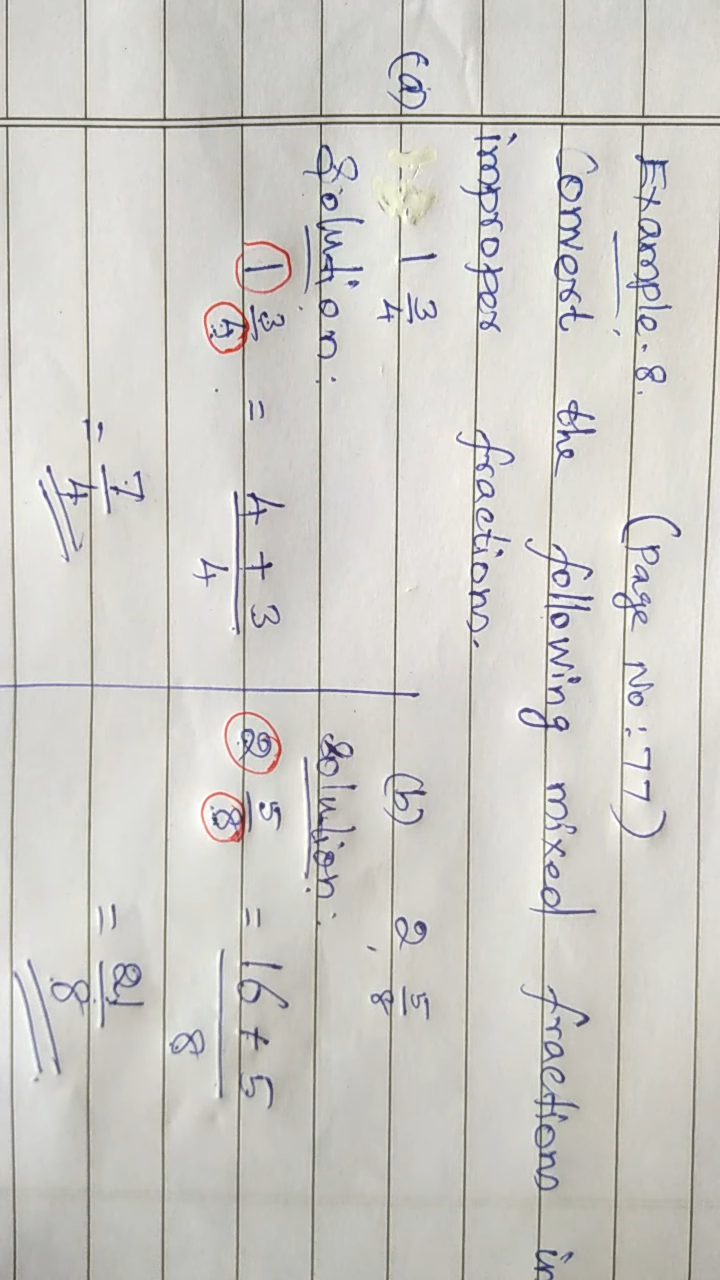 Example. 8. (Page No: 77)
Convert the following mixed fractions in
improper fractions.
(a) 1 3/4 (b) 2 5/8
Solution: Solution:
1 3/4 = 4 + 3 / 4 2 5/8 = 16 + 5 / 8
= 7/4 = 21/8